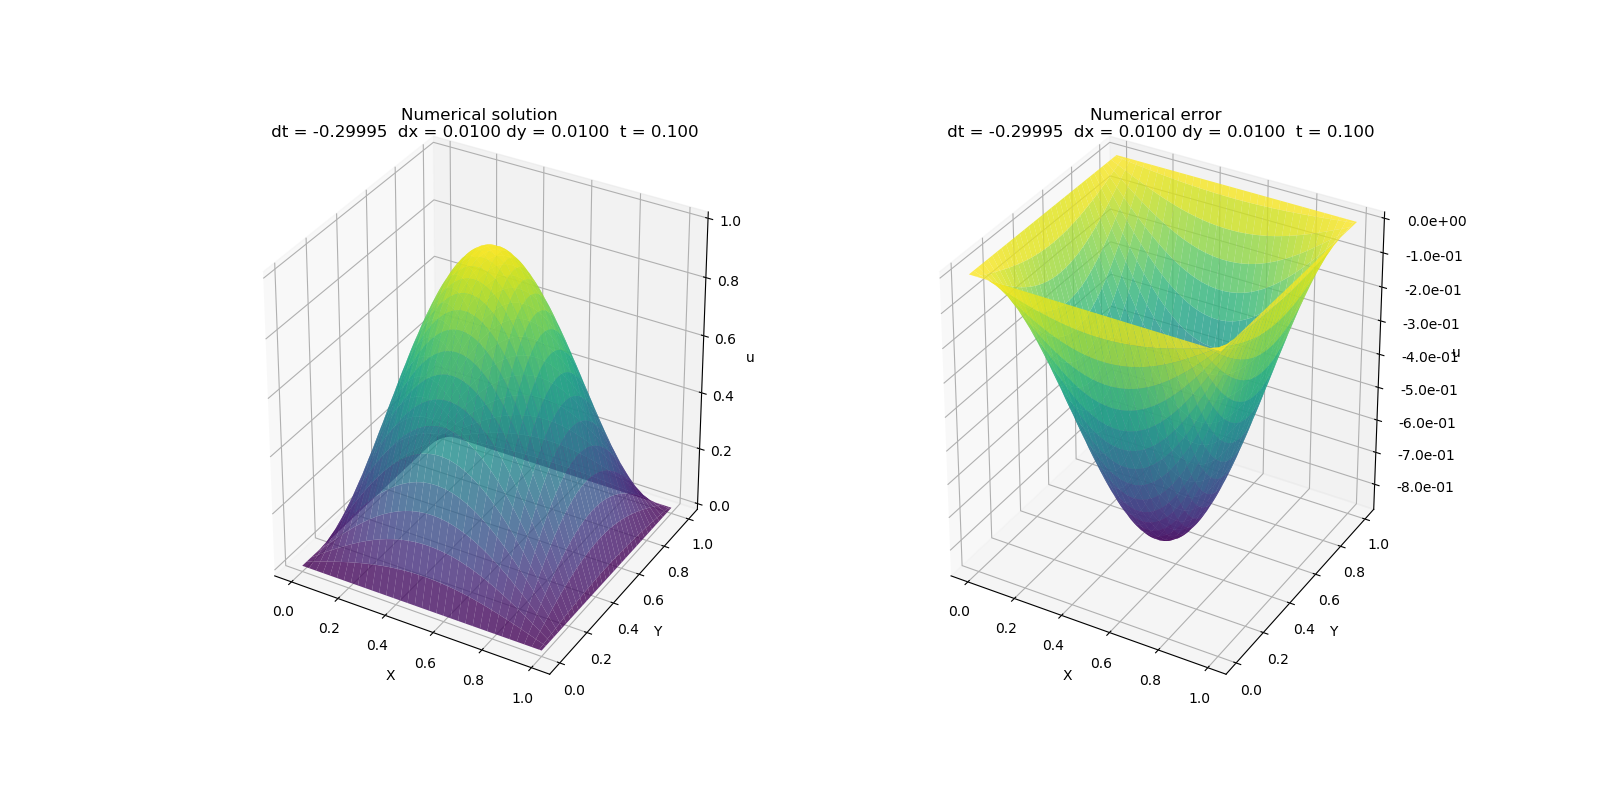 Numerical solution
dt = -0.29995  dx = 0.0100 dy = 0.0100  t = 0.100
1.0
0.8
0.6
u
0.4
0.2
0.0
1.0
0.8
0.6
0.4
Y
0.2
0.0
0.0
0.2
0.4
X
0.6
0.8
1.0
Numerical error
dt = -0.29995  dx = 0.0100 dy = 0.0100  t = 0.100
0.0e+00
-1.0e-01
-2.0e-01
-3.0e-01
-4.0e-01
u
-5.0e-01
-6.0e-01
-7.0e-01
-8.0e-01
1.0
0.8
0.6
0.4
Y
0.2
0.0
0.0
0.2
0.4
X
0.6
0.8
1.0